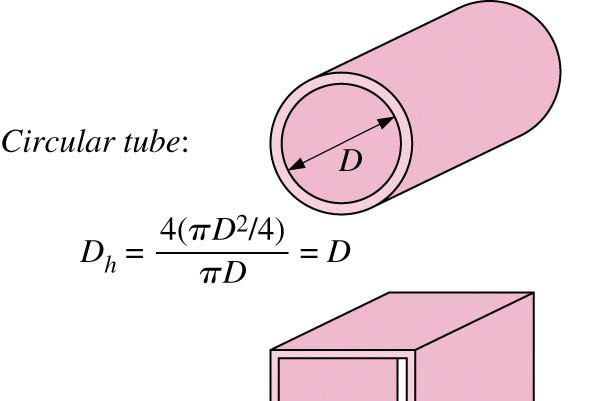 Circular tube:
D
D_h = 4(πD²/4) / πD = D